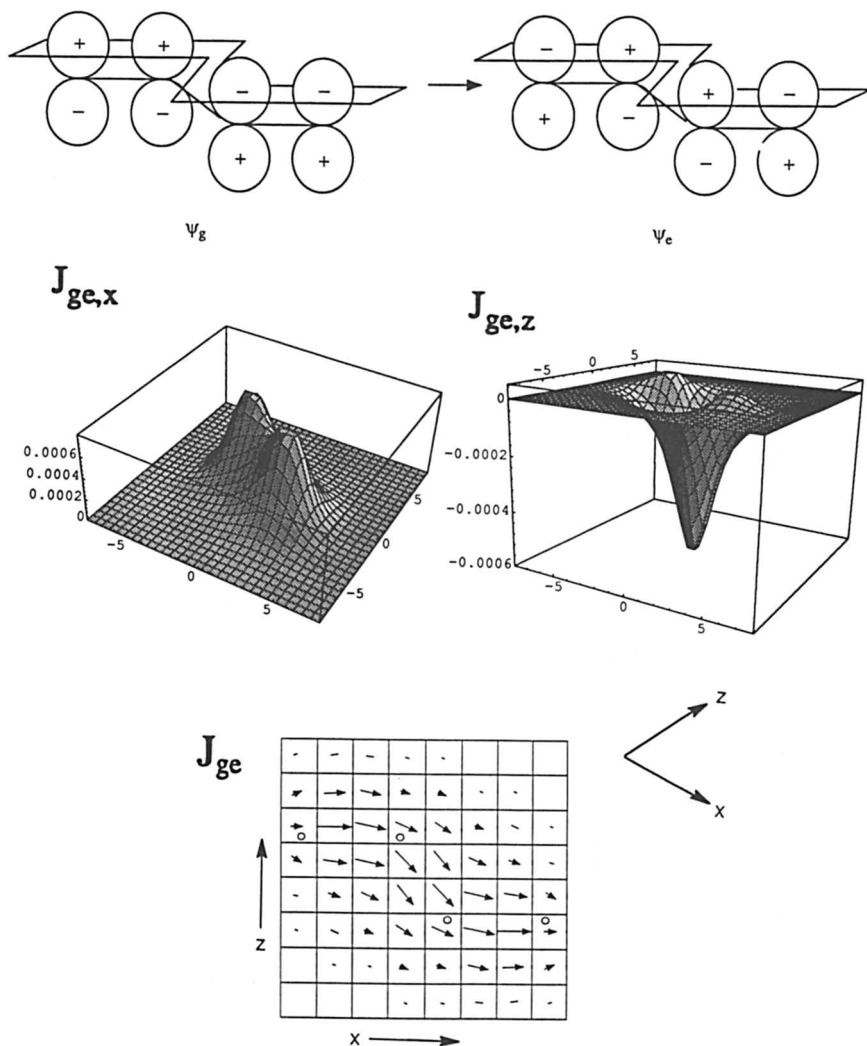 + + - - - + + -
- - + + + - - +
ψg ψe
Jge,x
Jge,z
0.0006
0.0004
0.0002
0
-5
0
5
-5
0
5
-5
0
5
0
-0.0002
-0.0004
-0.0006
-5
0
5
Jge
z
x
z
x